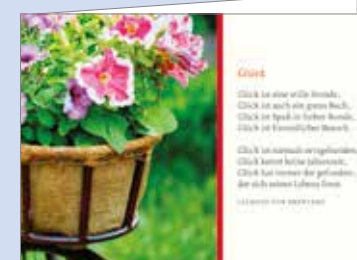 Glück
Glück ist eine stille Stunde,
Glück ist auch ein gutes Buch,
Glück ist Spaß in froher Runde,
Glück ist freundlicher Besuch.
Glück ist niemals ortsgebunden,
Glück kennt keine Jahreszeit,
Glück hat immer der gefunden,
der sich seines Lebens freut.